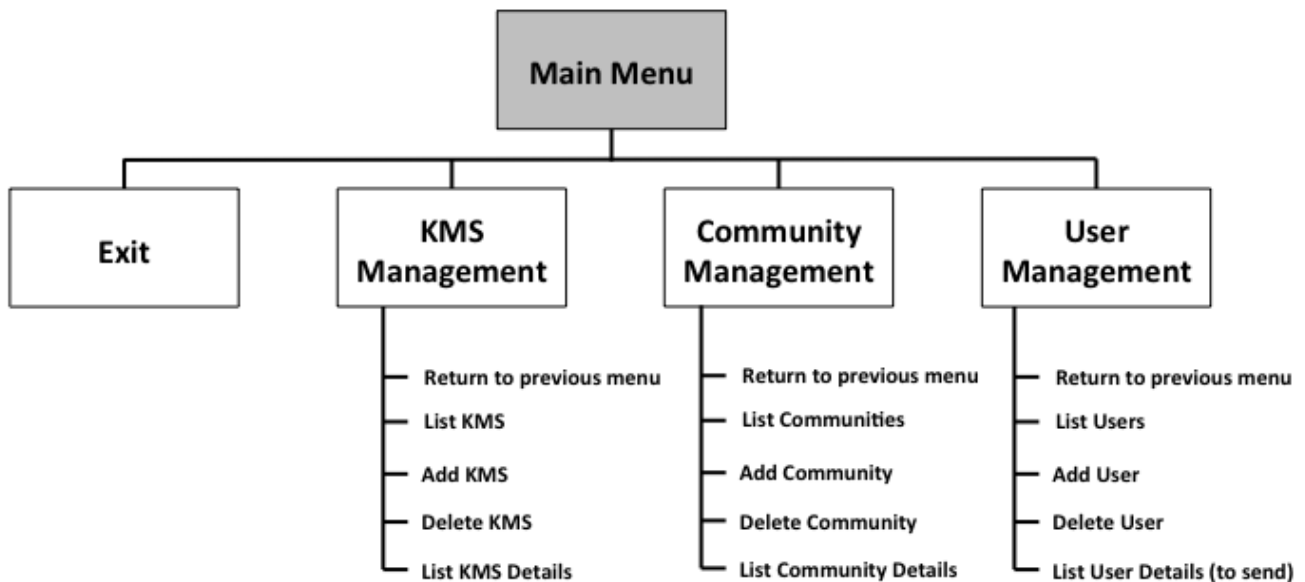 Main Menu
Exit
KMS
Management
Community
Management
User
Management
Return to previous menu
List KMS
Add KMS
Delete KMS
List KMS Details
Return to previous menu
List Communities
Add Community
Delete Community
List Community Details
Return to previous menu
List Users
Add User
Delete User
List User Details (to send)